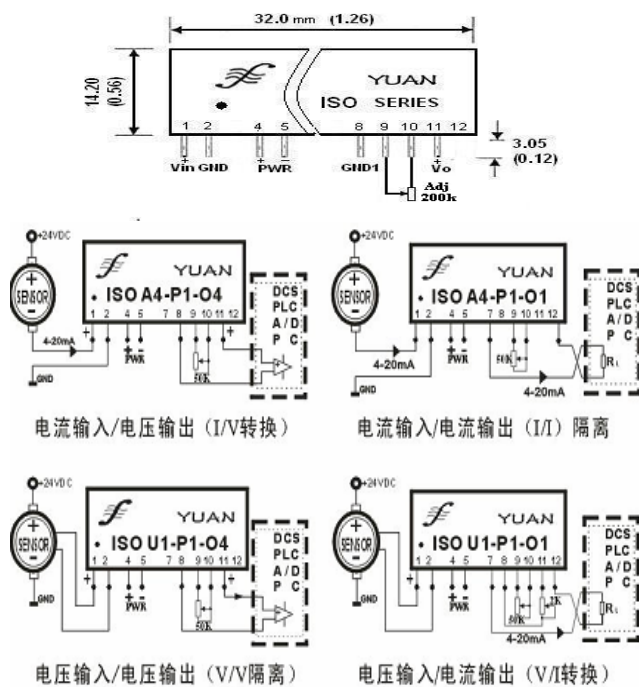 32.0 mm (1.26)
14.20
(0.56)
YUAN
ISO SERIES
1 2 4 5 8 9 10 11 12
+ + - +
Vin GND PWR GND1 Vo
3.05
(0.12)
Adj
200k
+24VDC
SENSOR
+
-
YUAN
ISO A4-P1-O4
1 2 4 5 7 8 9 10 11 12
+ + - +
4-20mA
PWR
50K
GND
DCS
PLC
A/D
P C
电流输入/电压输出（I/V转换）
+24VDC
SENSOR
+
-
YUAN
ISO A4-P1-O1
1 2 4 5 7 8 9 10 12
+ -
4-20mA
PWR
50K
4-20mA
GND
DCS
PLC
A/D
P C
RL
电流输入/电流输出（I/I）隔离
+24VDC
SENSOR
+
-
YUAN
ISO U1-P1-O4
1 2 4 5 7 8 9 10 11 12
+ + - +
PWR
50K
GND
DCS
PLC
A/D
P C
电压输入/电压输出（V/V隔离）
+24VDC
SENSOR
+
-
YUAN
ISO U1-P1-O1
1 2 4 5 7 8 9 10 11 12
+ + -
PWR
50K
2K
4-20mA
GND
DCS
PLC
A/D
P C
RL
电压输入/电流输出（V/I转换）